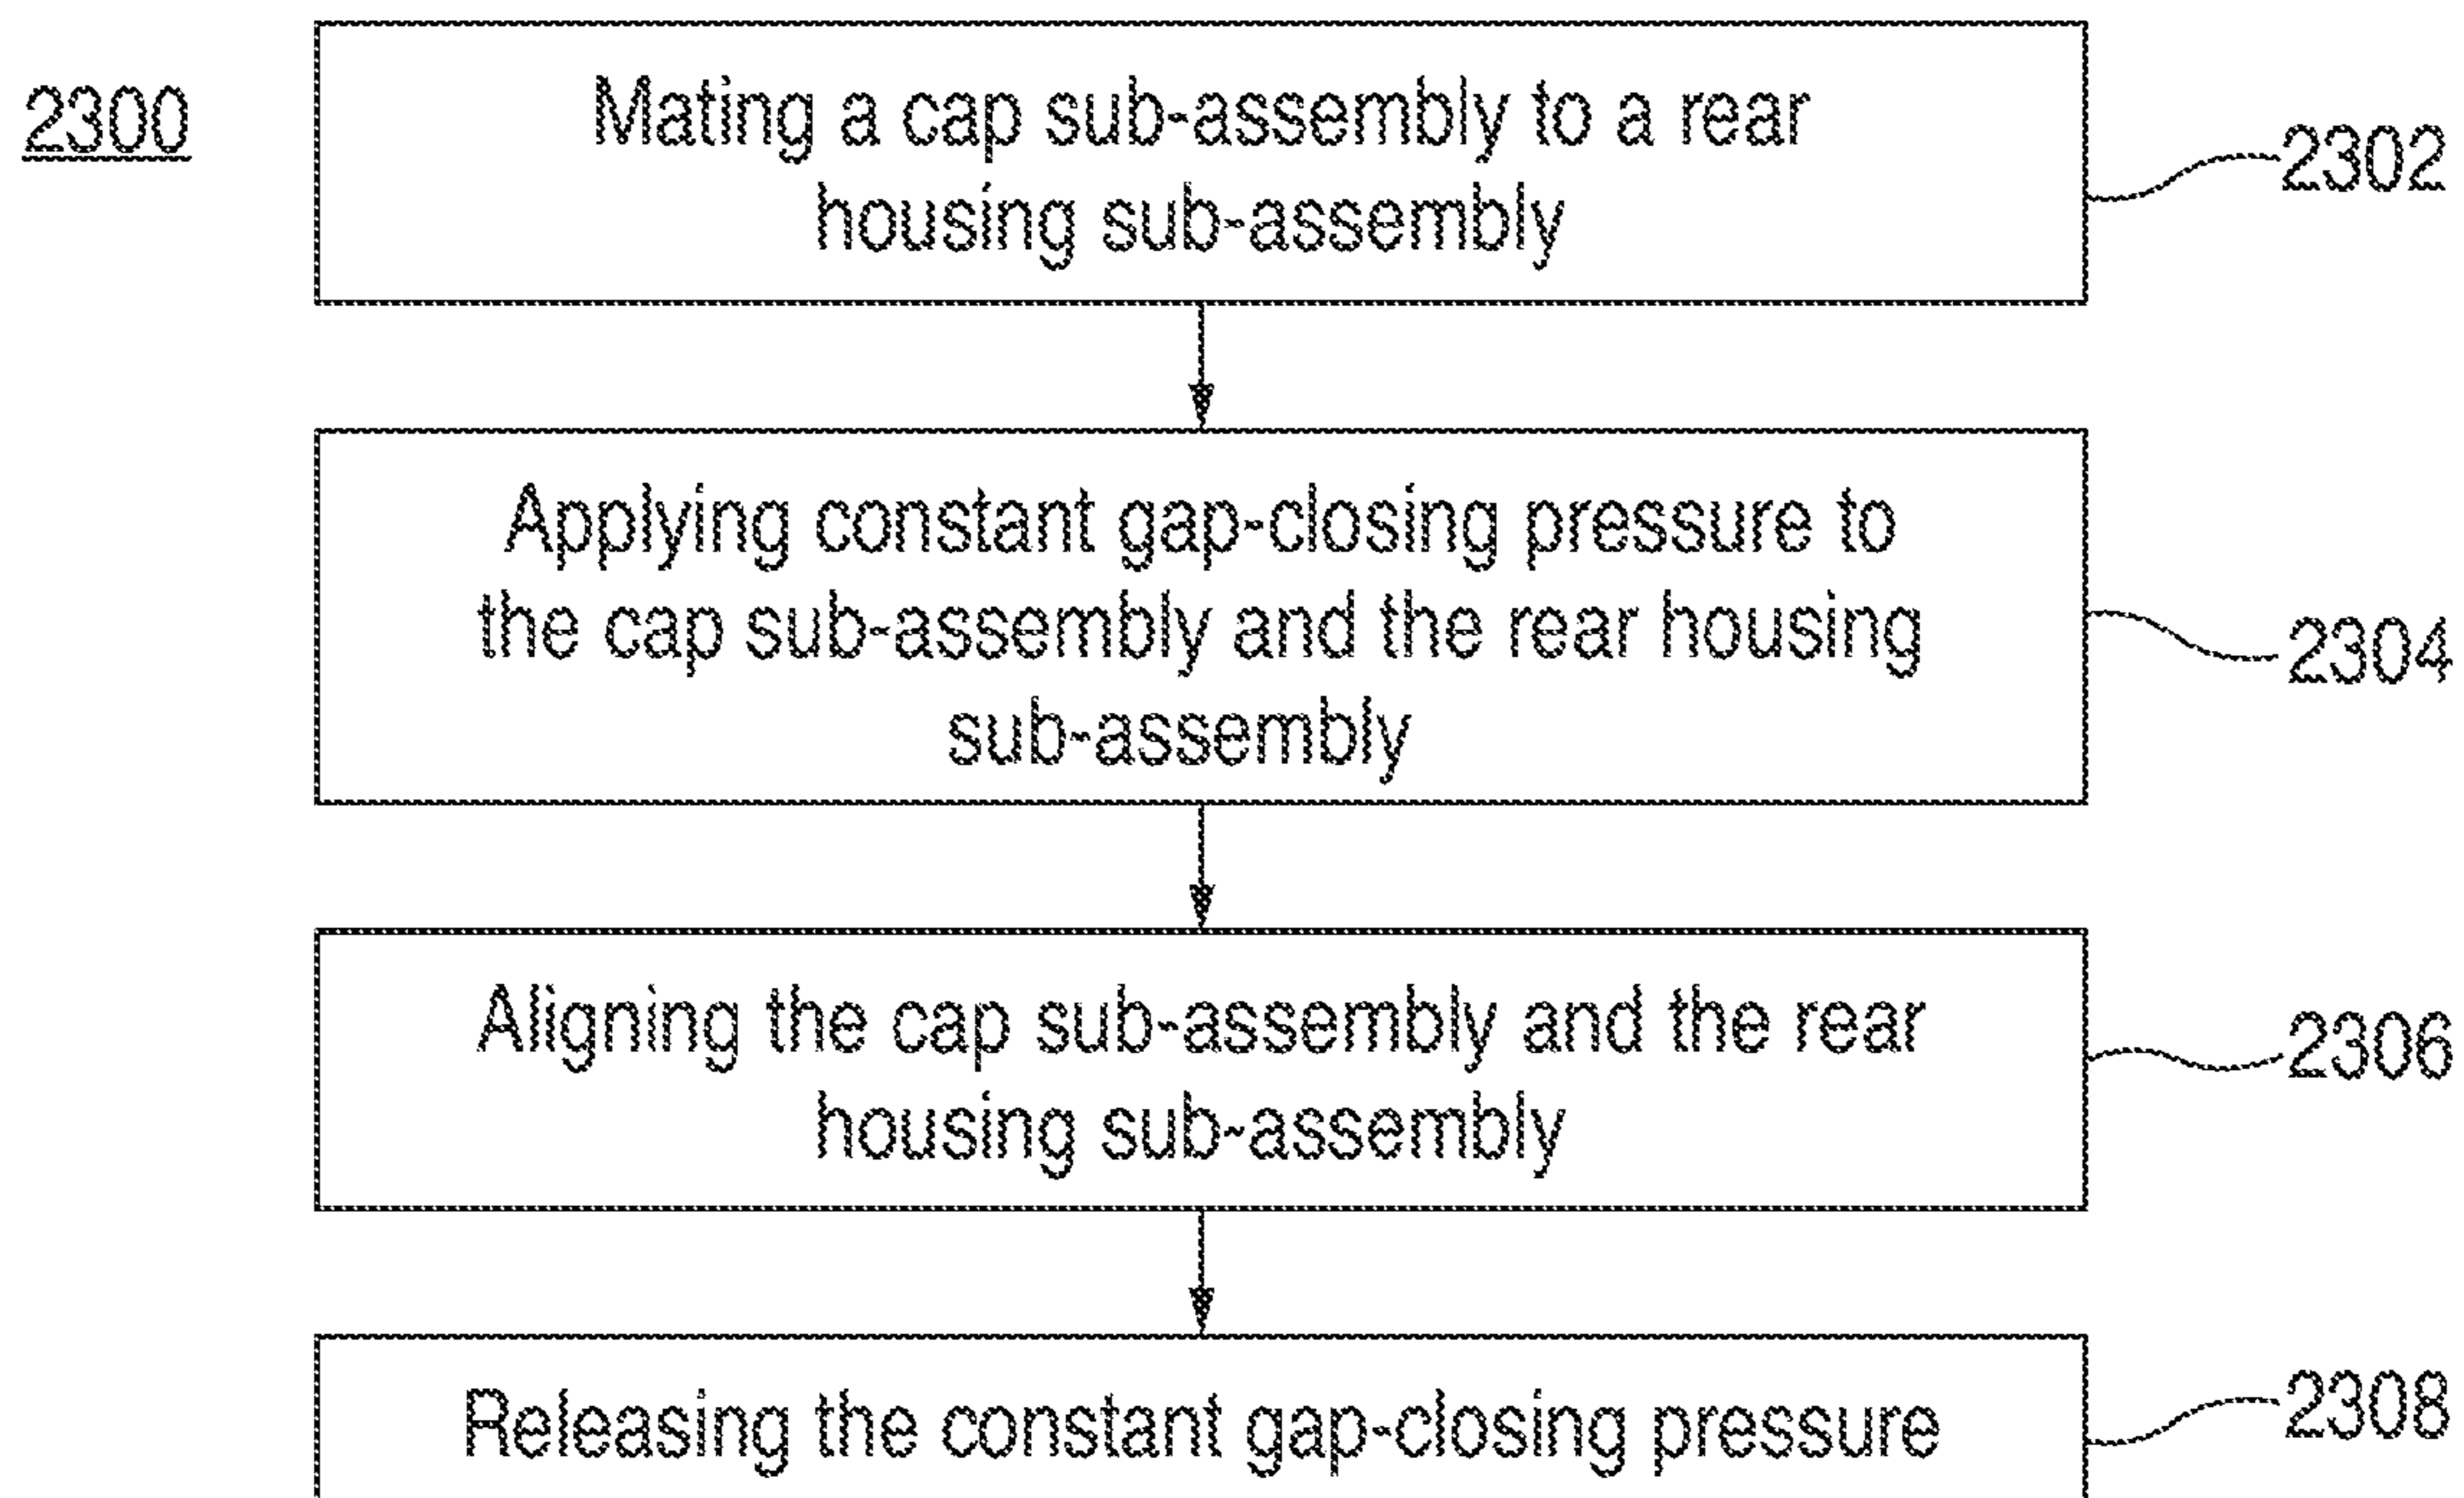 2300
Mating a cap sub-assembly to a rear
housing sub-assembly
2302
Applying constant gap-closing pressure to
the cap sub-assembly and the rear housing
sub-assembly
2304
Aligning the cap sub-assembly and the rear
housing sub-assembly
2306
Releasing the constant gap-closing pressure
2308